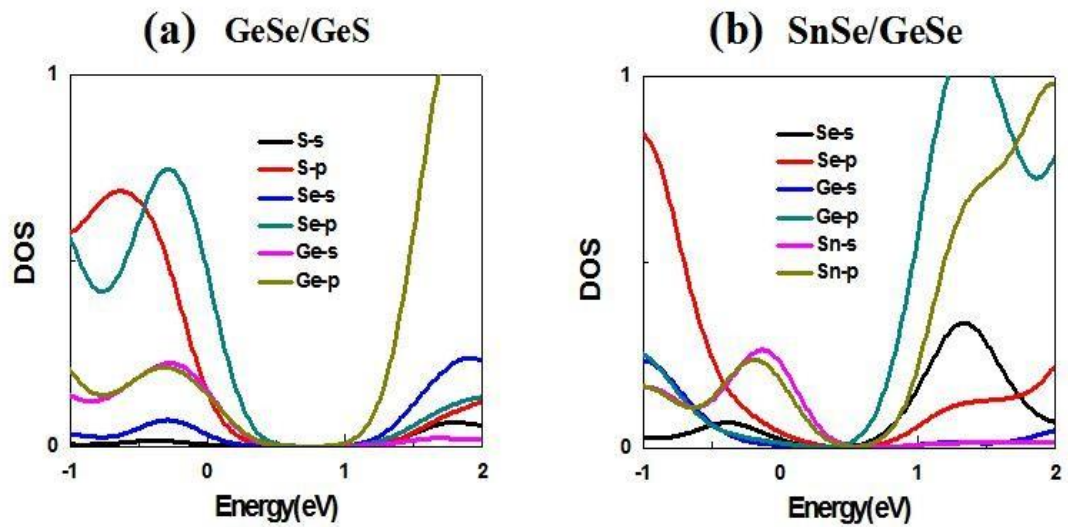 (a) GeSe/GeS
1
S-s
S-p
Se-s
Se-p
Ge-s
Ge-p
DOS
0
-1 0 1 2
Energy(eV)
(b) SnSe/GeSe
1
Se-s
Se-p
Ge-s
Ge-p
Sn-s
Sn-p
DOS
0
-1 0 1 2
Energy(eV)